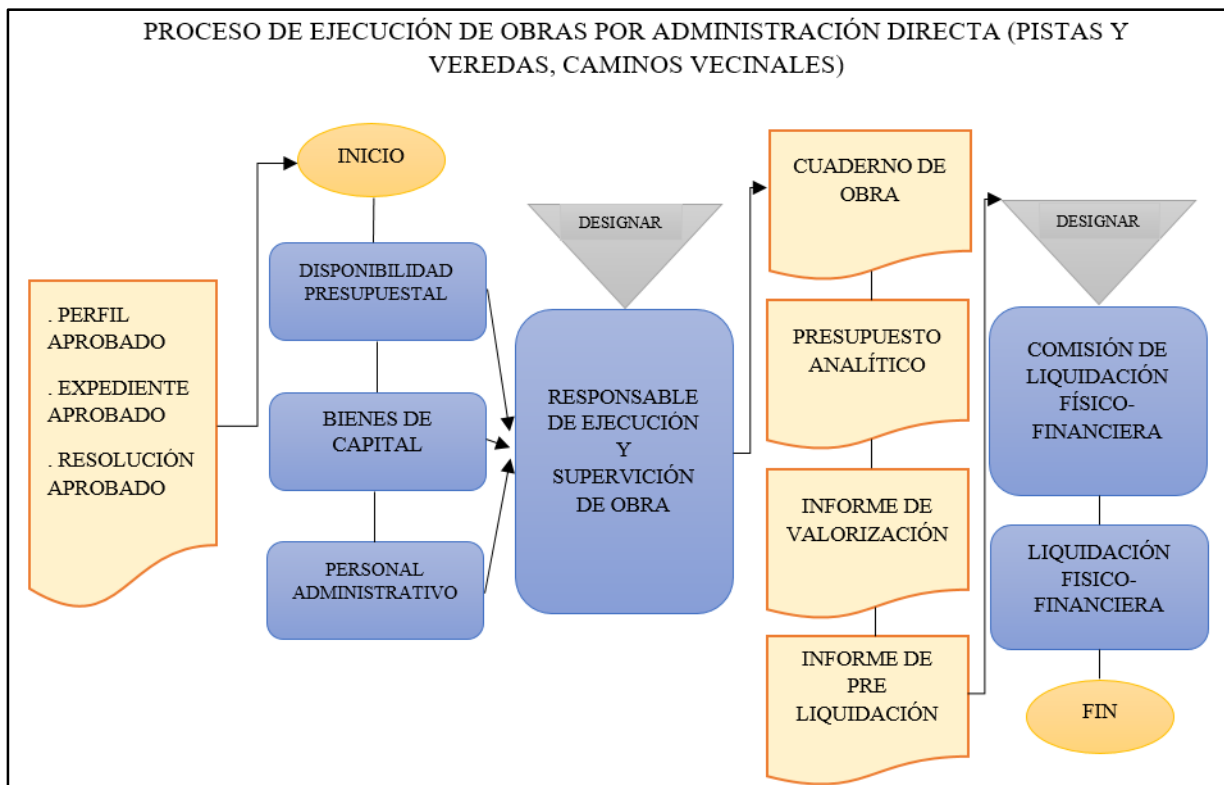 PROCESO DE EJECUCIÓN DE OBRAS POR ADMINISTRACIÓN DIRECTA (PISTAS Y
VEREDAS, CAMINOS VECINALES)
. PERFIL
APROBADO
. EXPEDIENTE
APROBADO
. RESOLUCIÓN
APROBADO
INICIO
DISPONIBILIDAD
PRESUPUESTAL
BIENES DE
CAPITAL
PERSONAL
ADMINISTRATIVO
DESIGNAR
RESPONSABLE
DE EJECUCIÓN
Y
SUPERVICIÓN
DE OBRA
CUADERNO DE
OBRA
PRESUPUESTO
ANALÍTICO
INFORME DE
VALORIZACIÓN
INFORME DE
PRE
LIQUIDACIÓN
DESIGNAR
COMISIÓN DE
LIQUIDACIÓN
FÍSICO-
FINANCIERA
LIQUIDACIÓN
FISICO-
FINANCIERA
FIN